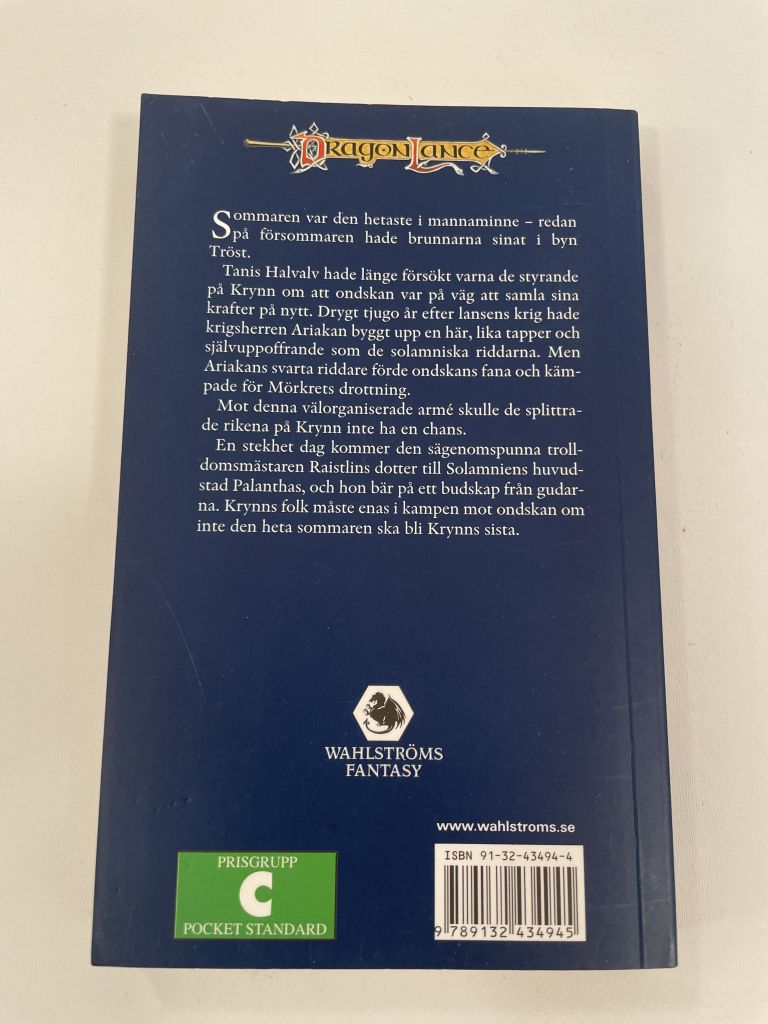 DRAGONLANCE
Sommaren var den hetaste i mannaminne – redan
på försommaren hade brunnarna sinat i byn
Tröst.
Tanis Halvalv hade länge försökt varna de styrande
på Krynn om att ondskan var på väg att samla sina
krafter på nytt. Drygt tjugo år efter lansens krig hade
krigsherren Ariakan byggt upp en här, lika tapper och
självuppoffrande som de solamniska riddarna. Men
Ariakans svarta riddare förde ondskans fana och käm-
pade för Mörkrets drottning.
Mot denna välorganiserade armé skulle de splittra-
de rikena på Krynn inte ha en chans.
En stekhet dag kommer den sägenomspunna troll-
domsmästaren Raistlins dotter till Solamniens huvud-
stad Palanthas, och hon bär på ett budskap från gudar-
na. Krynns folk måste enas i kampen mot ondskan om
inte den heta sommaren ska bli Krynns sista.
WAHLSTRÖMS
FANTASY
www.wahlstroms.se
PRISGRUPP
C
POCKET STANDARD
ISBN 91-32-43494-4
9 789132 434945